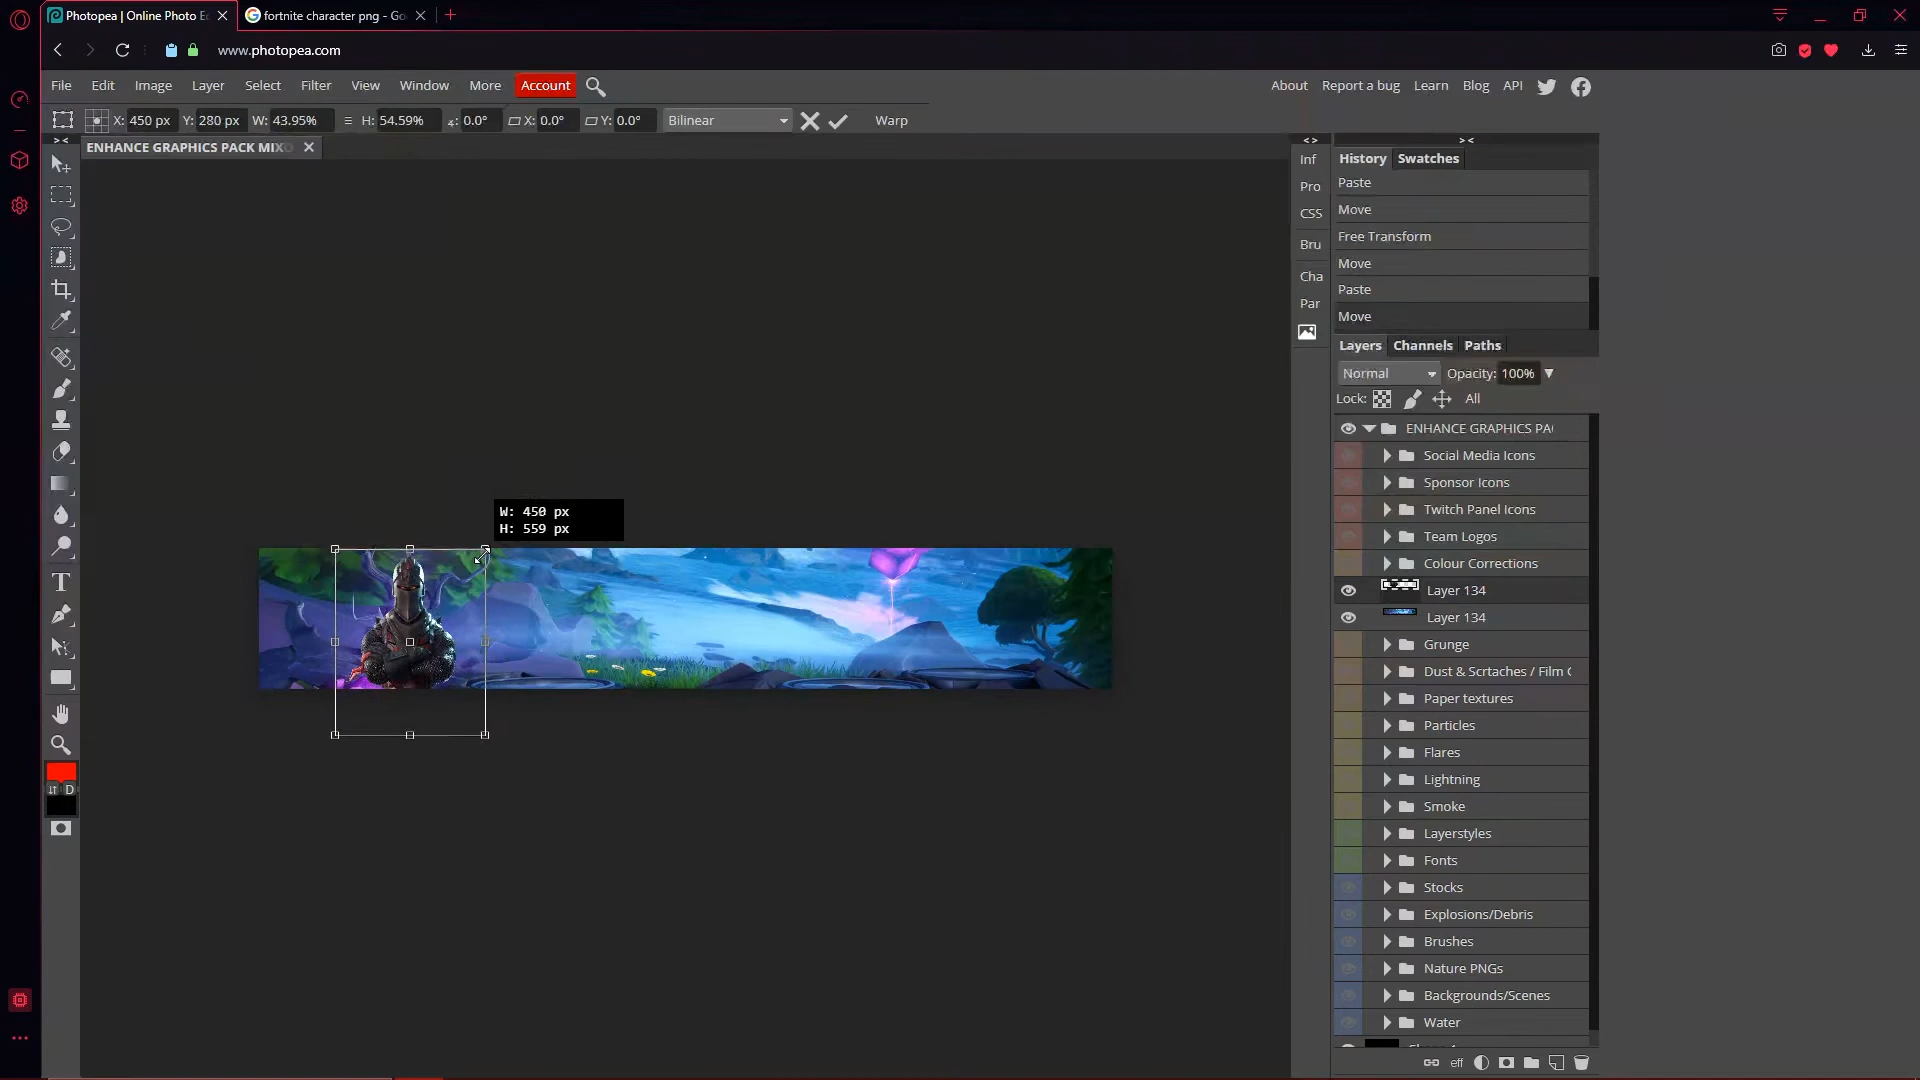 Photopea | Online Photo Ec
fortnite character png - Go
www.photopea.com
File Edit Image Layer Select Filter View Window More Account
About Report a bug Learn Blog API
X: 450 px Y: 280 px W: 43.95% H: 54.59% 0.0° X: 0.0° Y: 0.0° Bilinear Warp
ENHANCE GRAPHICS PACK MIX
Inf
Pro
CSS
Bru
Cha
Par
History Swatches
Paste
Move
Free Transform
Move
Paste
Move
Layers Channels Paths
Normal Opacity: 100%
Lock: All
ENHANCE GRAPHICS PA
Social Media Icons
Sponsor Icons
Twitch Panel Icons
Team Logos
Colour Corrections
Layer 134
Layer 134
Grunge
Dust & Scrtaches / Film
Paper textures
Particles
Flares
Lightning
Smoke
Layerstyles
Fonts
Stocks
Explosions/Debris
Brushes
Nature PNGs
Backgrounds/Scenes
Water
eff
W: 450 px
H: 559 px
T
D